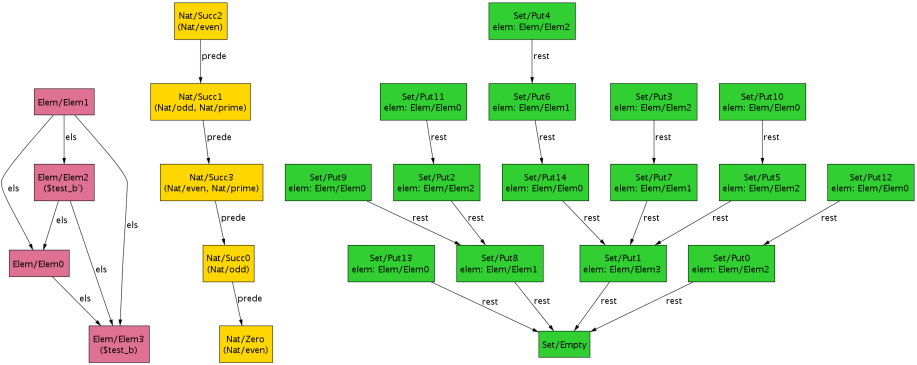 Nat/Succ2
(Nat/even)
Set/Put4
elem: Elem/Elem2
prede
rest
Elem/Elem1
Nat/Succ1
(Nat/odd, Nat/prime)
Set/Put11
elem: Elem/Elem0
Set/Put6
elem: Elem/Elem1
Set/Put3
elem: Elem/Elem2
Set/Put10
elem: Elem/Elem0
els
prede
rest
rest
rest
rest
els
Elem/Elem2
($test_b')
Nat/Succ3
(Nat/even, Nat/prime)
Set/Put9
elem: Elem/Elem0
Set/Put2
elem: Elem/Elem2
Set/Put14
elem: Elem/Elem0
Set/Put7
elem: Elem/Elem1
Set/Put5
elem: Elem/Elem2
Set/Put12
elem: Elem/Elem0
els
els
prede
rest
rest
rest
rest
rest
rest
Elem/Elem0
Nat/Succ0
(Nat/odd)
Set/Put13
elem: Elem/Elem0
Set/Put8
elem: Elem/Elem1
Set/Put1
elem: Elem/Elem3
Set/Put0
elem: Elem/Elem2
els
els
prede
rest
rest
rest
rest
Elem/Elem3
($test_b)
Nat/Zero
(Nat/even)
Set/Empty